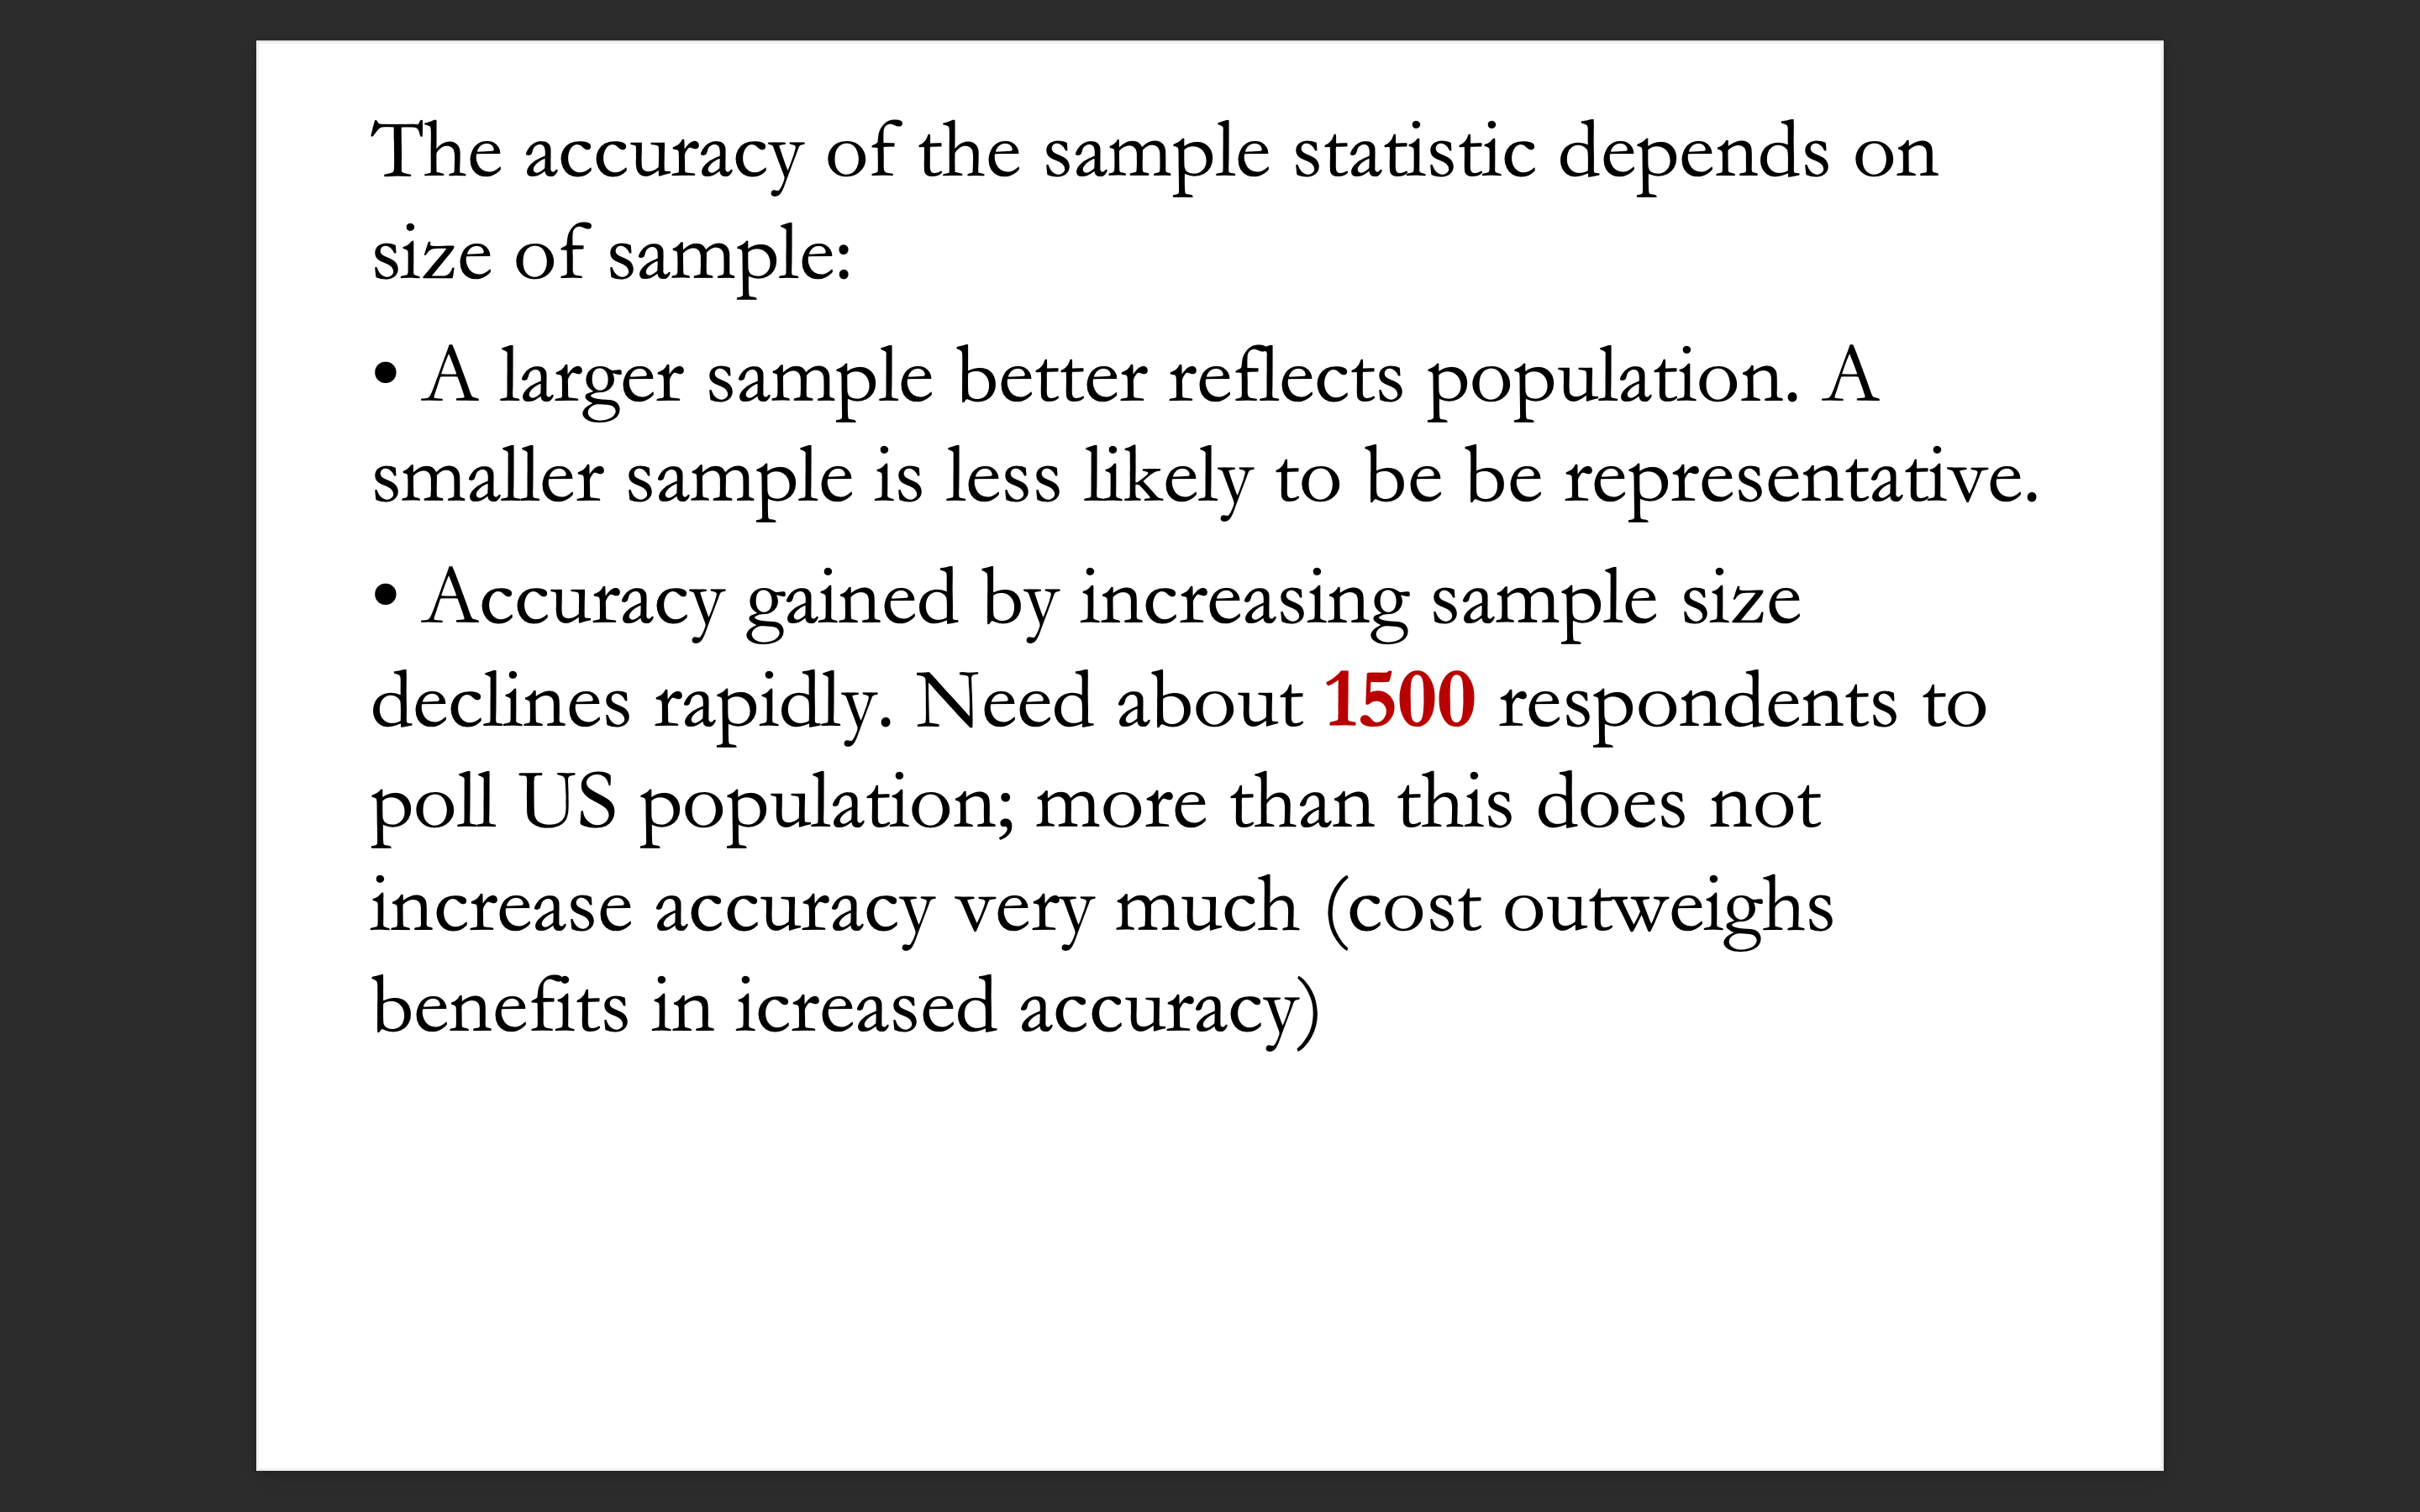 The accuracy of the sample statistic depends on
size of sample:
• A larger sample better reflects population. A
smaller sample is less likely to be be representative.
• Accuracy gained by increasing sample size
declines rapidly. Need about 1500 respondents to
poll US population; more than this does not
increase accuracy very much (cost outweighs
benefits in icreased accuracy)